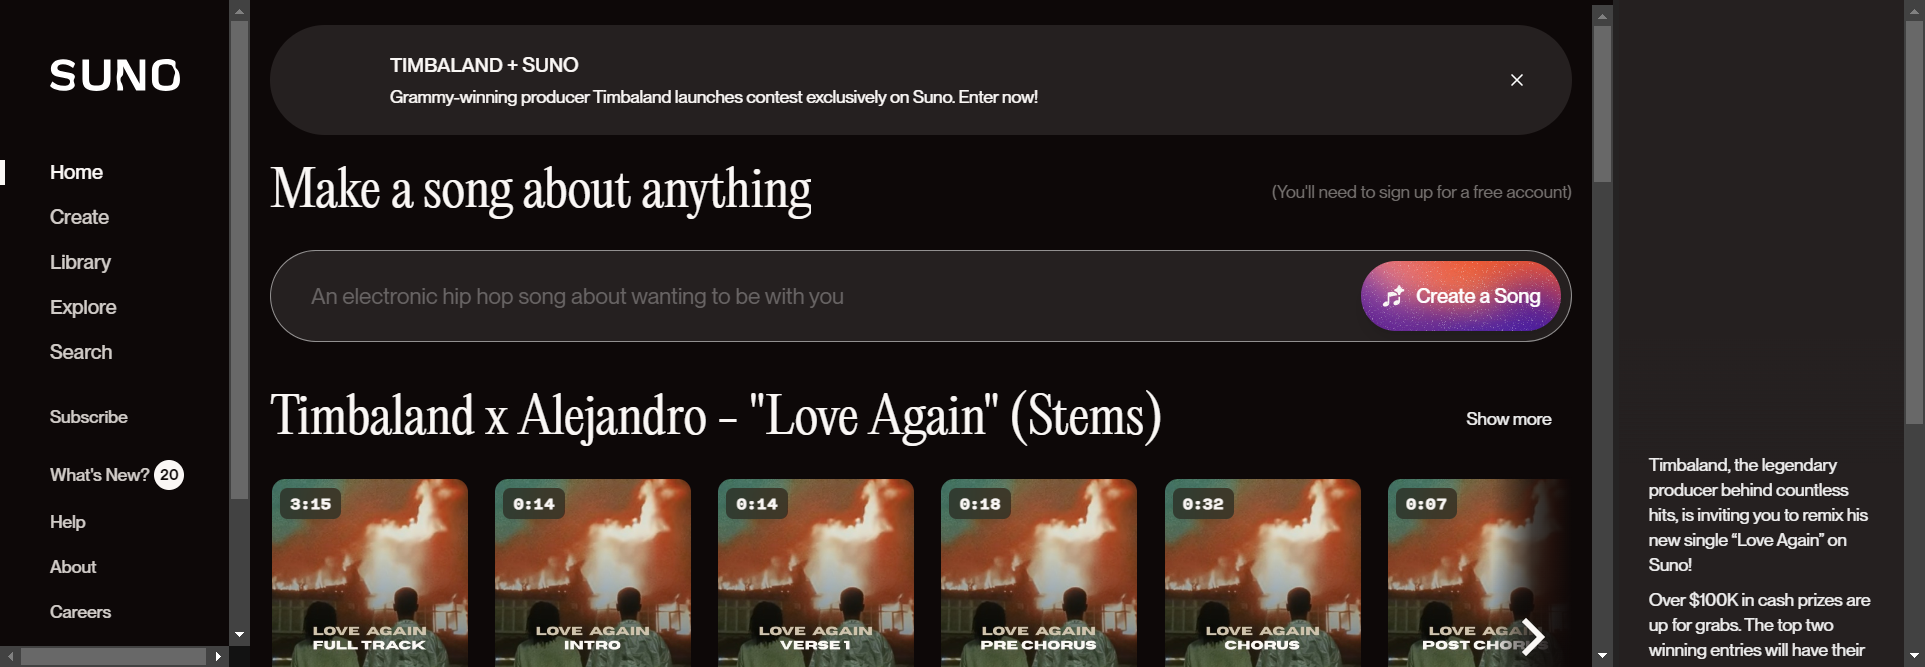 SUNO
Home
Create
Library
Explore
Search
Subscribe
What's New? 20
Help
About
Careers
TIMBALAND + SUNO
Grammy-winning producer Timbaland launches contest exclusively on Suno. Enter now!
Make a song about anything
(You'll need to sign up for a free account)
An electronic hip hop song about wanting to be with you
Create a Song
Timbaland x Alejandro - "Love Again" (Stems)
Show more
3:15
LOVE AGAIN
FULL TRACK
0:14
LOVE AGAIN
INTRO
0:14
LOVE AGAIN
VERSE 1
0:18
LOVE AGAIN
PRE CHORUS
0:32
LOVE AGAIN
CHORUS
0:07
LOVE AGA
POST CHOR
Timbaland, the legendary
producer behind countless
hits, is inviting you to remix his
new single “Love Again” on
Suno!
Over $100K in cash prizes are
up for grabs. The top two
winning entries will have their